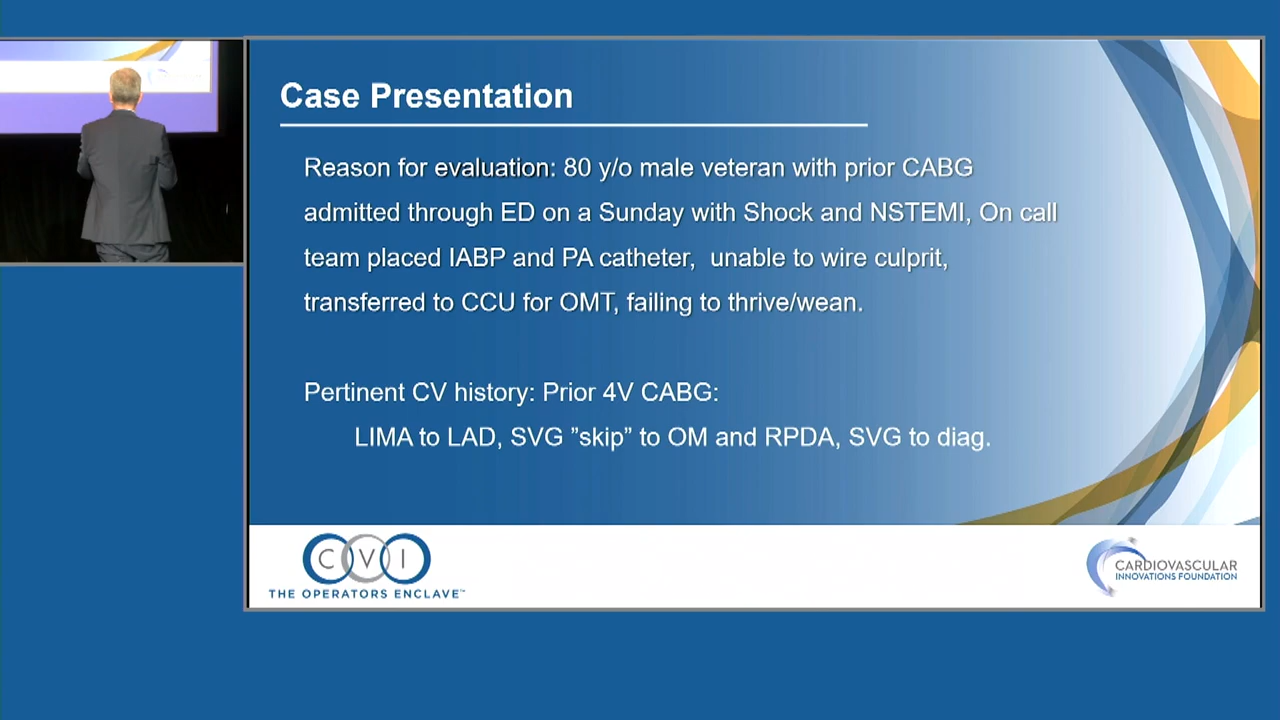 Case Presentation
Reason for evaluation: 80 y/o male veteran with prior CABG
admitted through ED on a Sunday with Shock and NSTEMI, On call
team placed IABP and PA catheter,  unable to wire culprit,
transferred to CCU for OMT, failing to thrive/wean.
Pertinent CV history: Prior 4V CABG:
LIMA to LAD, SVG ”skip” to OM and RPDA, SVG to diag.
CVI
THE OPERATORS ENCLAVE™
CARDIOVASCULAR
INNOVATIONS FOUNDATION